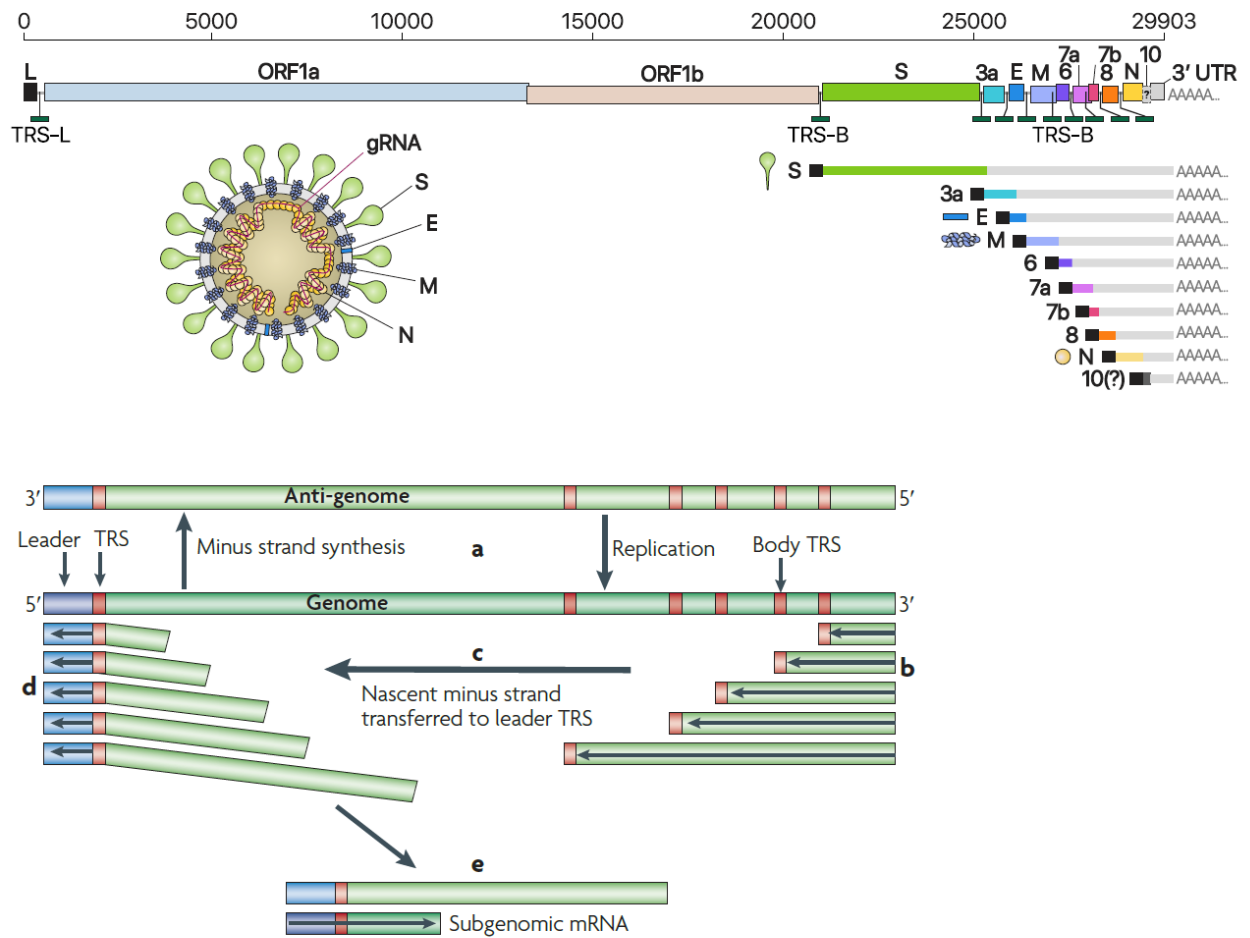 0 5000 10000 15000 20000 25000 29903
7a 7b 10
L ORF1a ORF1b S 3a E M 6 8 N 3′ UTR
? AAAAA...
TRS–L TRS–B TRS–B
gRNA
S
E
M
N
S AAAAA...
3a AAAAA...
E AAAAA...
M AAAAA...
6 AAAAA...
7a AAAAA...
7b AAAAA...
8 AAAAA...
N AAAAA...
10(?) AAAAA...
3′ Anti-genome 5′
Leader TRS Minus strand synthesis a Replication Body TRS
5′ Genome 3′
c
d b
Nascent minus strand
transferred to leader TRS
e
Subgenomic mRNA